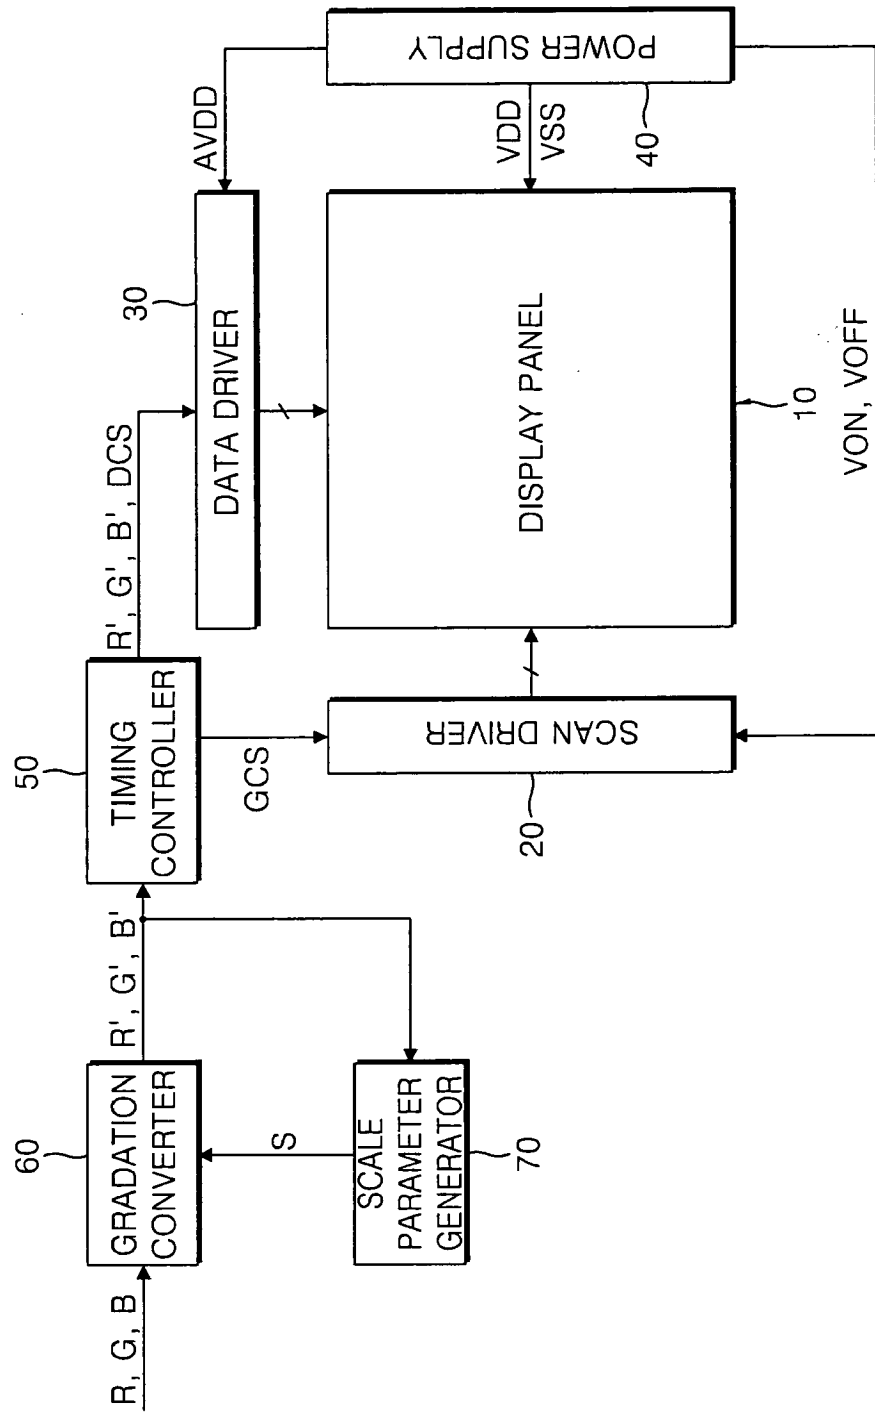 R, G, B
60
GRADATION
CONVERTER
R', G', B'
S
SCALE
PARAMETER
GENERATOR
70
50
TIMING
CONTROLLER
R', G', B', DCS
GCS
30
DATA DRIVER
AVDD
20
SCAN DRIVER
DISPLAY PANEL
10
VDD
VSS
POWER SUPPLY
40
VON, VOFF